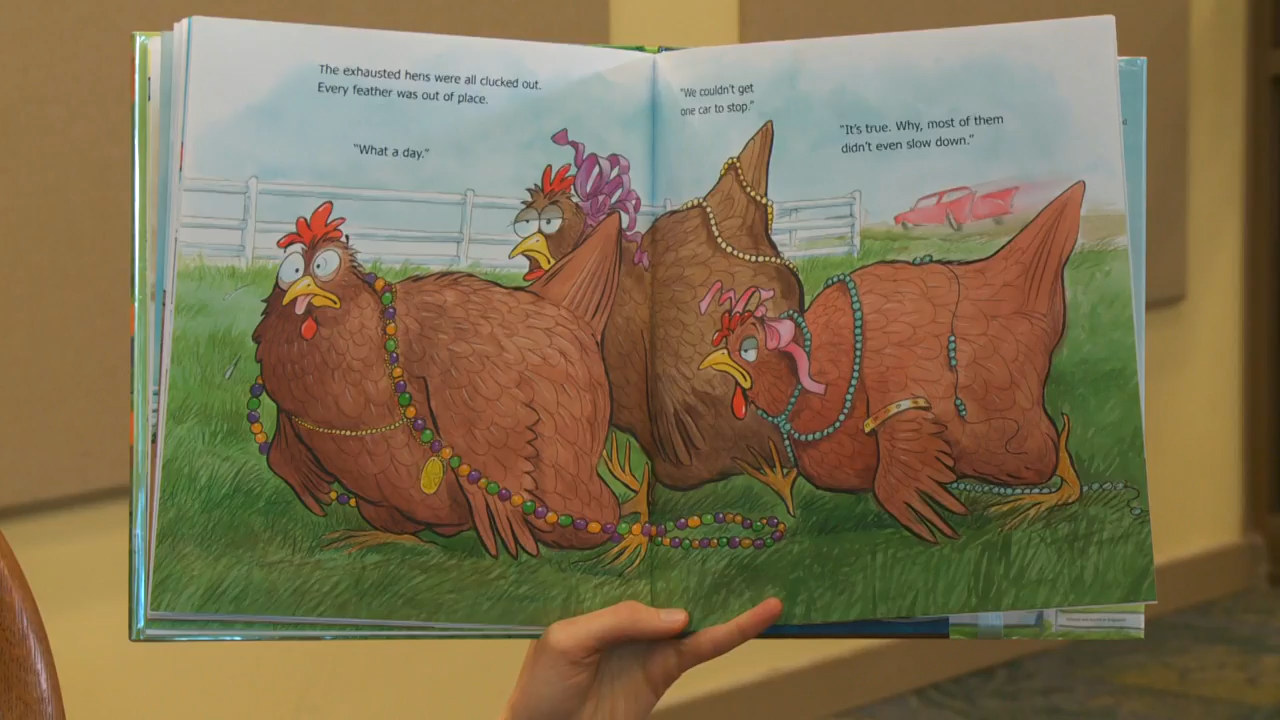 The exhausted hens were all clucked out.
Every feather was out of place.
"What a day."
"We couldn't get
one car to stop."
"It's true. Why, most of them
didn't even slow down."